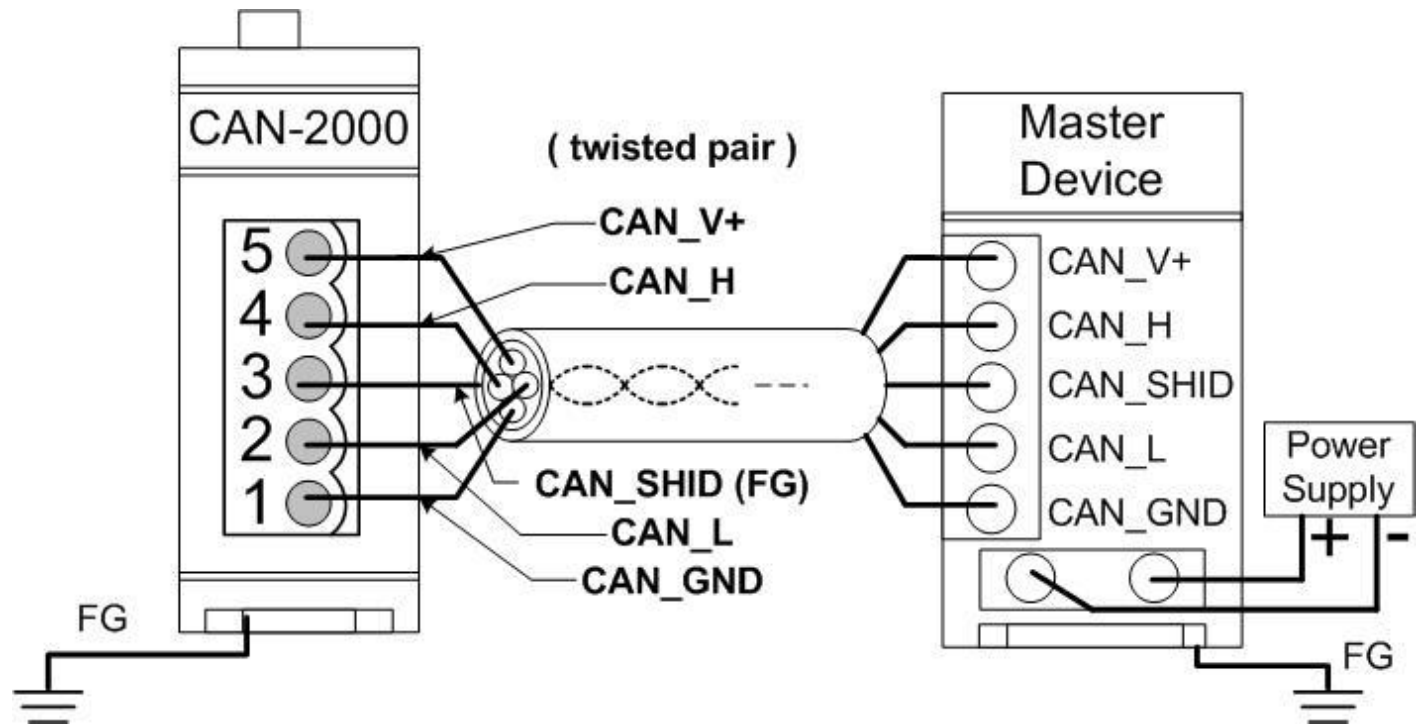 CAN-2000
( twisted pair )
Master
Device
5
CAN_V+
CAN_V+
4
CAN_H
CAN_H
3
CAN_SHID
2
CAN_L
Power
Supply
CAN_SHID (FG)
1
CAN_GND
CAN_L
+ -
CAN_GND
FG
FG